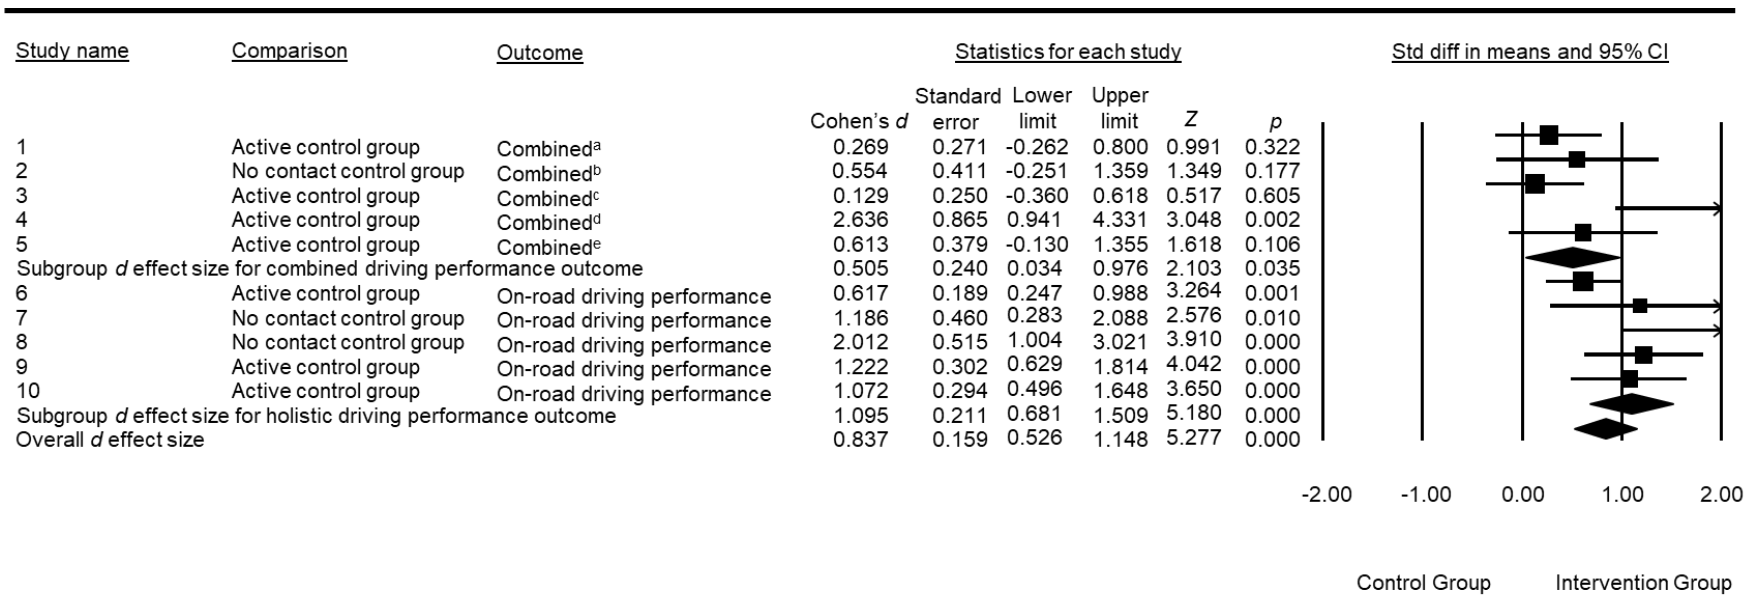 Study name Comparison Outcome Statistics for each study Std diff in means and 95% CI
Cohen's d Standard error Lower limit Upper limit Z p
1 Active control group Combinedᵃ 0.269 0.271 -0.262 0.800 0.991 0.322
2 No contact control group Combinedᵇ 0.554 0.411 -0.251 1.359 1.349 0.177
3 Active control group Combinedᶜ 0.129 0.250 -0.360 0.618 0.517 0.605
4 Active control group Combinedᵈ 2.636 0.865 0.941 4.331 3.048 0.002
5 Active control group Combinedᵉ 0.613 0.379 -0.130 1.355 1.618 0.106
Subgroup d effect size for combined driving performance outcome 0.505 0.240 0.034 0.976 2.103 0.035
6 Active control group On-road driving performance 0.617 0.189 0.247 0.988 3.264 0.001
7 No contact control group On-road driving performance 1.186 0.460 0.283 2.088 2.576 0.010
8 No contact control group On-road driving performance 2.012 0.515 1.004 3.021 3.910 0.000
9 Active control group On-road driving performance 1.222 0.302 0.629 1.814 4.042 0.000
10 Active control group On-road driving performance 1.072 0.294 0.496 1.648 3.650 0.000
Subgroup d effect size for holistic driving performance outcome 1.095 0.211 0.681 1.509 5.180 0.000
Overall d effect size 0.837 0.159 0.526 1.148 5.277 0.000
-2.00 -1.00 0.00 1.00 2.00
Control Group Intervention Group